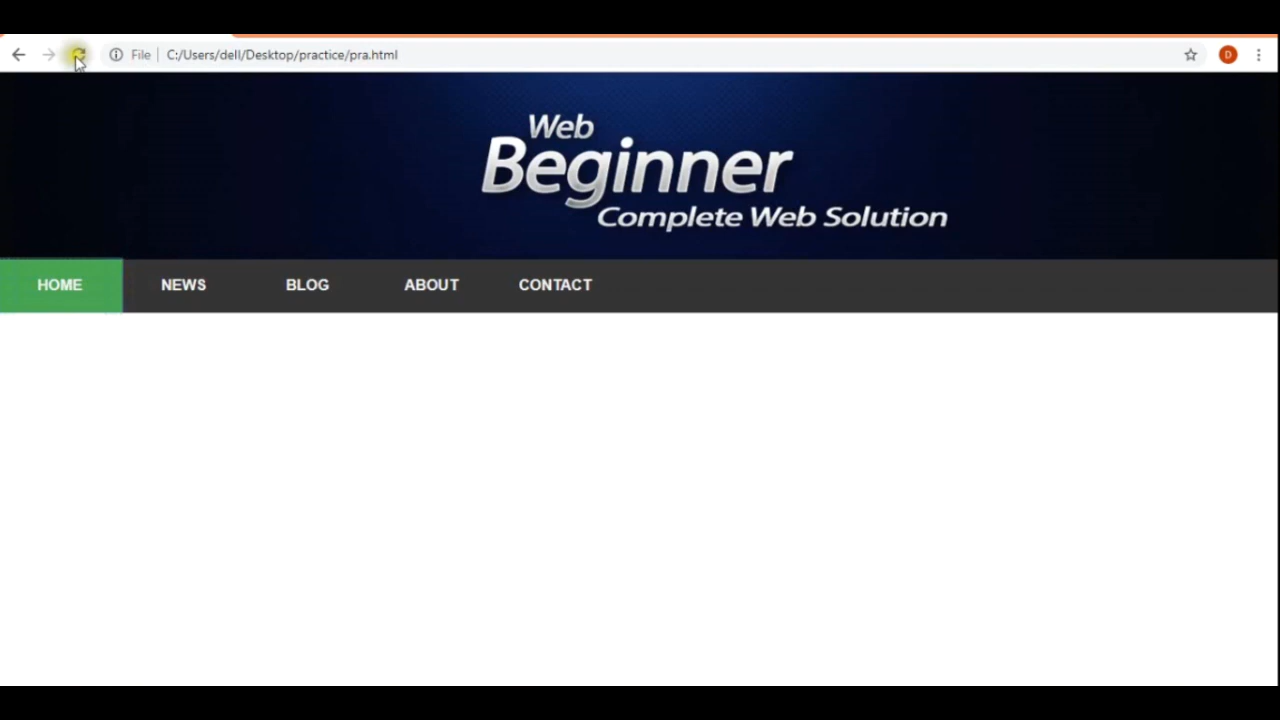 File C:/Users/dell/Desktop/practice/pra.html
D
Web
Beginner
Complete Web Solution
HOME NEWS BLOG ABOUT CONTACT